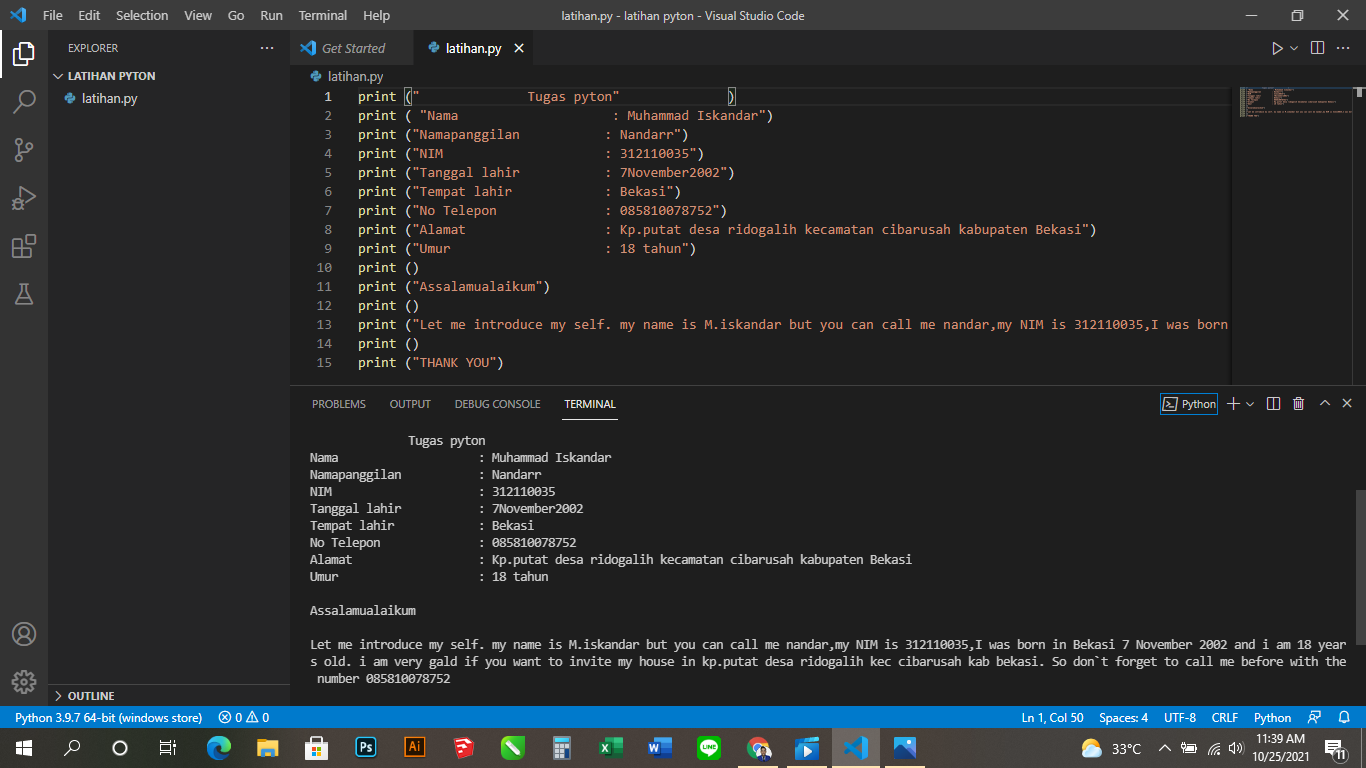 File Edit Selection View Go Run Terminal Help latihan.py - latihan pyton - Visual Studio Code
EXPLORER
Get Started
latihan.py
LATIHAN PYTON
latihan.py
latihan.py
1 print ("              Tugas pyton"              )
2 print ( "Nama                    : Muhammad Iskandar")
3 print ("Namapanggilan           : Nandarr")
4 print ("NIM                     : 312110035")
5 print ("Tanggal lahir           : 7November2002")
6 print ("Tempat lahir            : Bekasi")
7 print ("No Telepon              : 085810078752")
8 print ("Alamat                  : Kp.putat desa ridogalih kecamatan cibarusah kabupaten Bekasi")
9 print ("Umur                    : 18 tahun")
10 print ()
11 print ("Assalamualaikum")
12 print ()
13 print ("Let me introduce my self. my name is M.iskandar but you can call me nandar,my NIM is 312110035,I was born
14 print ()
15 print ("THANK YOU")
PROBLEMS OUTPUT DEBUG CONSOLE TERMINAL Python
Tugas pyton
Nama                    : Muhammad Iskandar
Namapanggilan           : Nandarr
NIM                     : 312110035
Tanggal lahir           : 7November2002
Tempat lahir            : Bekasi
No Telepon              : 085810078752
Alamat                  : Kp.putat desa ridogalih kecamatan cibarusah kabupaten Bekasi
Umur                    : 18 tahun
Assalamualaikum
Let me introduce my self. my name is M.iskandar but you can call me nandar,my NIM is 312110035,I was born in Bekasi 7 November 2002 and i am 18 year
s old. i am very gald if you want to invite my house in kp.putat desa ridogalih kec cibarusah kab bekasi. So don`t forget to call me before with the
number 085810078752
OUTLINE
Python 3.9.7 64-bit (windows store) 0 0 Ln 1, Col 50 Spaces: 4 UTF-8 CRLF Python
Ps Ai LINE 33°C 11:39 AM
10/25/2021 11